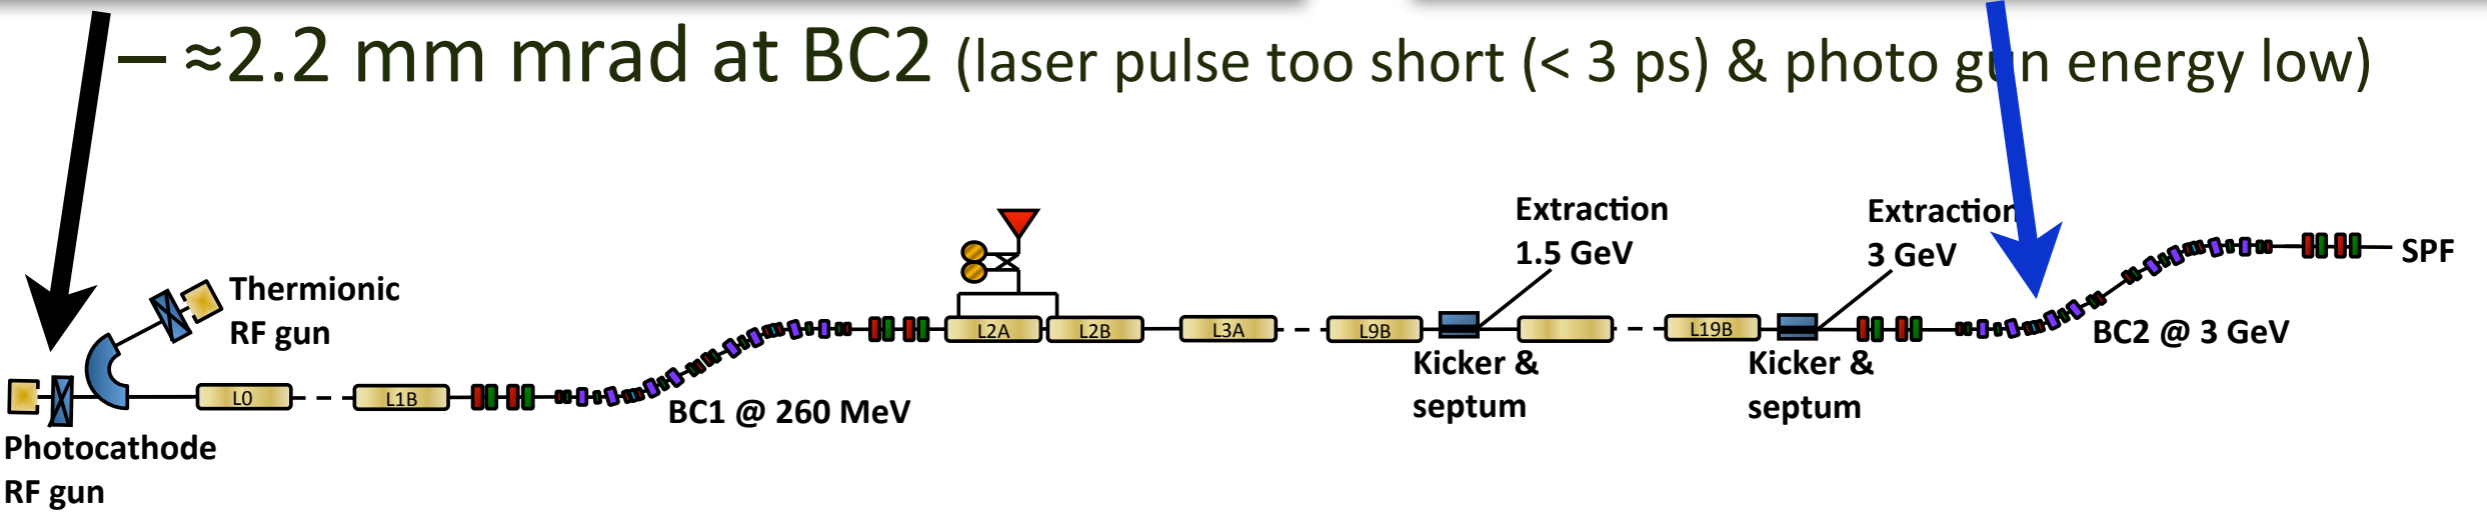 – ≈2.2 mm mrad at BC2 (laser pulse too short (< 3 ps) & photo gun energy low)
Extraction
1.5 GeV
Extraction
3 GeV
SPF
Thermionic
RF gun
L2A
L2B
L3A
L9B
L19B
BC2 @ 3 GeV
Kicker &
septum
Kicker &
septum
L0
L1B
BC1 @ 260 MeV
Photocathode
RF gun